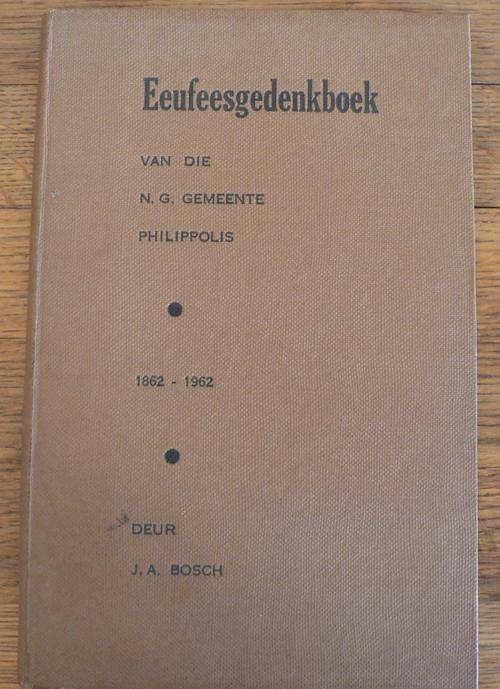 Eeufeesgedenkboek
VAN DIE
N. G. GEMEENTE
PHILIPPOLIS
1862 - 1962
DEUR
J. A. BOSCH